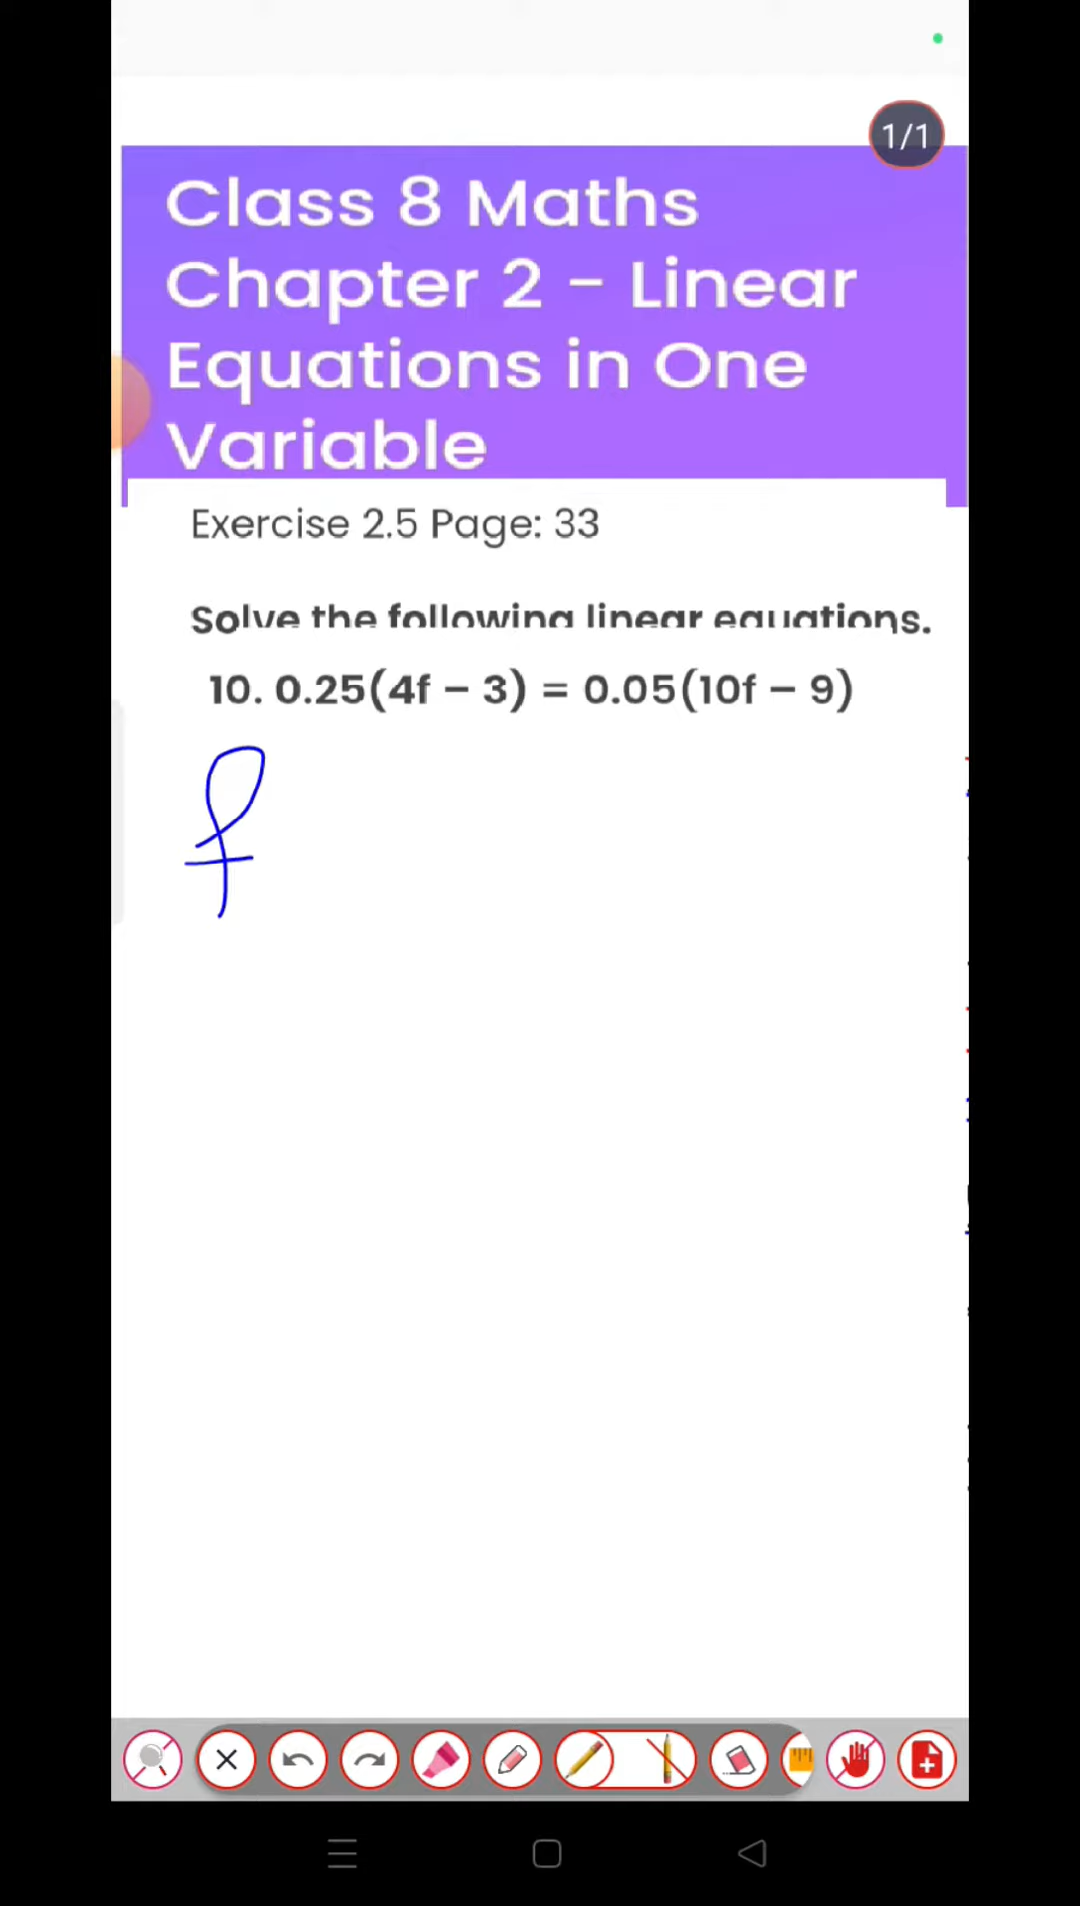 1/1
Class 8 Maths
Chapter 2 – Linear
Equations in One
Variable
Exercise 2.5 Page: 33
Solve the following linear equations.
10. 0.25(4f – 3) = 0.05(10f – 9)
f